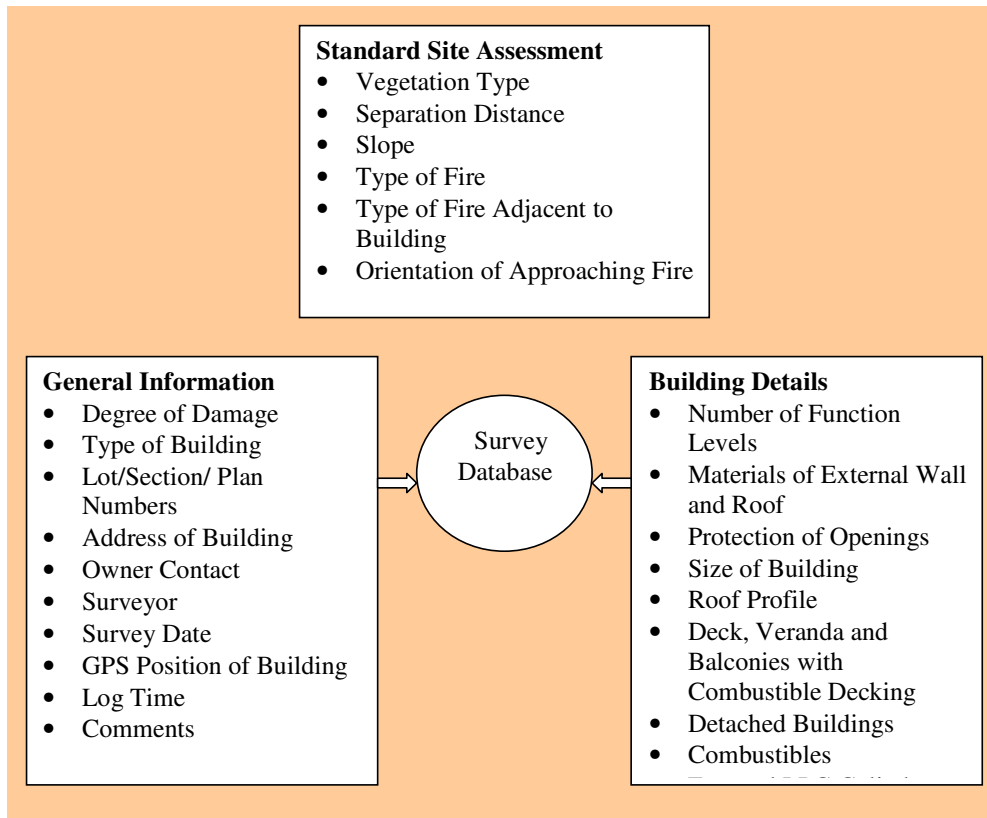 Standard Site Assessment
• Vegetation Type
• Separation Distance
• Slope
• Type of Fire
• Type of Fire Adjacent to
Building
• Orientation of Approaching Fire
General Information
• Degree of Damage
• Type of Building
• Lot/Section/ Plan
Numbers
• Address of Building
• Owner Contact
• Surveyor
• Survey Date
• GPS Position of Building
• Log Time
• Comments
Survey
Database
Building Details
• Number of Function
Levels
• Materials of External Wall
and Roof
• Protection of Openings
• Size of Building
• Roof Profile
• Deck, Veranda and
Balconies with
Combustible Decking
• Detached Buildings
• Combustibles